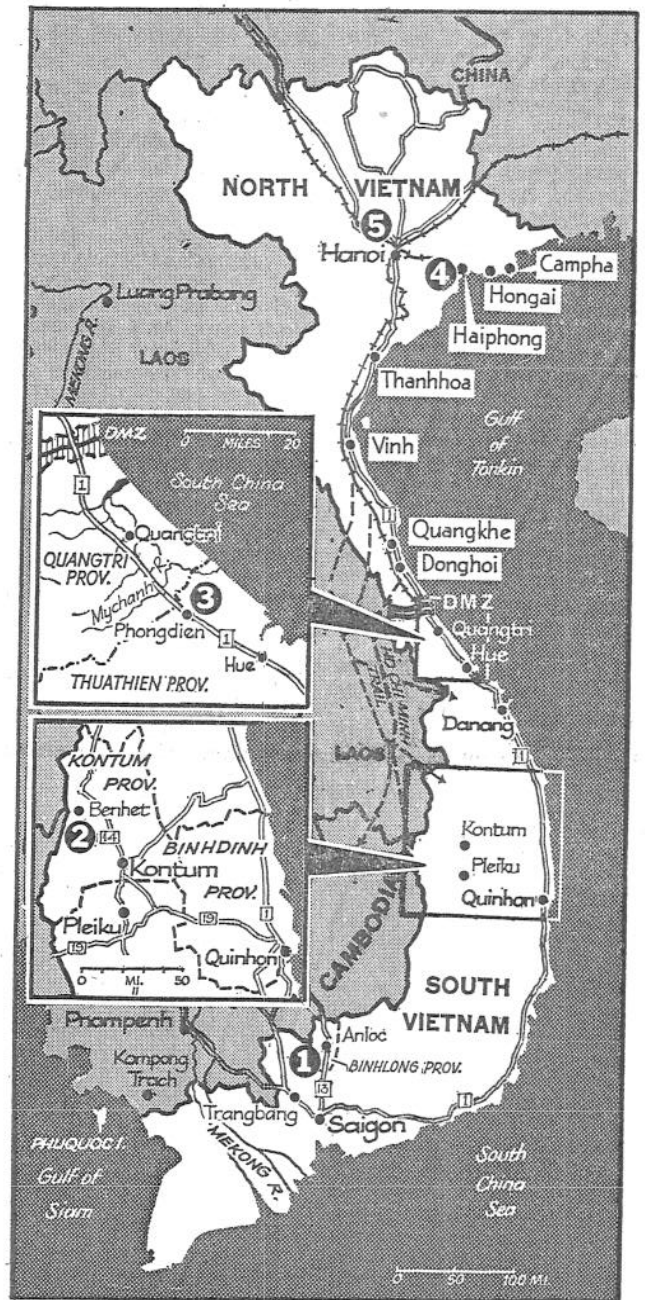 CHINA
NORTH VIETNAM
5
Hanoi
4
Campha
Hongai
Haiphong
Luang Prabang
MEKONG R.
LAOS
Thanhhoa
Gulf
of
Tonkin
Vinh
DMZ
0 20
MILES
South China
Sea
1
Quangtri
QUANGTRI
PROV.
Mychanh R.
3
Phongdien
1
Hue
THUATHIEN PROV.
1
Quangkhe
Donghoi
DMZ
Quangtri
Hue
HO CHI MINH
TRAIL
Danang
LAOS
1
KONTUM
PROV.
Benhet
2
14
BINHDINH
PROV.
Kontum
1
Pleiku
19
19
Quinhon
0 50
MI.
Kontum
Pleiku
Quinhon
CAMBODIA
SOUTH
VIETNAM
Pnompenh
Kompong
Trach
1
Anloc
BINHLONG PROV.
13
1
Trangbang
Saigon
PHUQUOC I.
MEKONG R.
Gulf of
Siam
South
China
Sea
0 50 100 MI.